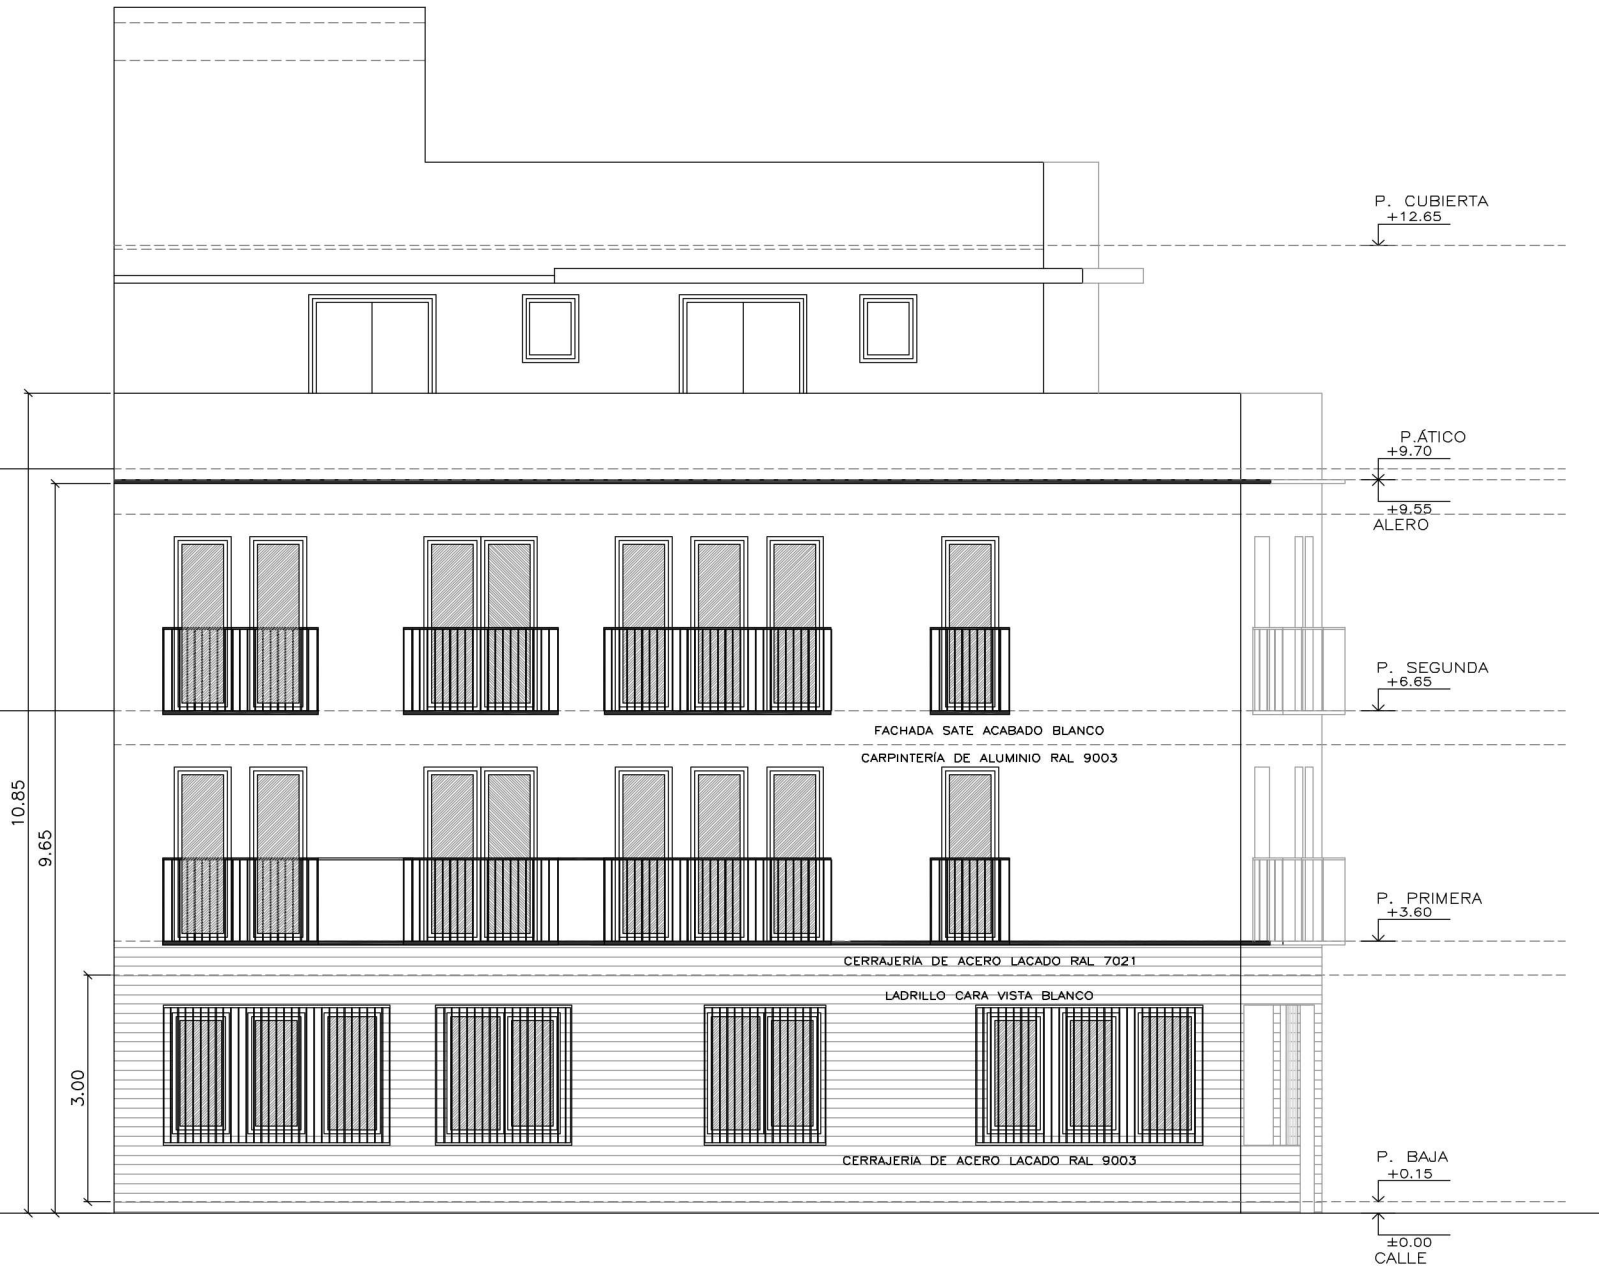 P. CUBIERTA
+12.65
P.ÁTICO
+9.70
+9.55
ALERO
P. SEGUNDA
+6.65
FACHADA SATE ACABADO BLANCO
CARPINTERÍA DE ALUMINIO RAL 9003
10.85
9.65
P. PRIMERA
+3.60
CERRAJERÍA DE ACERO LACADO RAL 7021
LADRILLO CARA VISTA BLANCO
3.00
CERRAJERIA DE ACERO LACADO RAL 9003
P. BAJA
+0.15
±0.00
CALLE